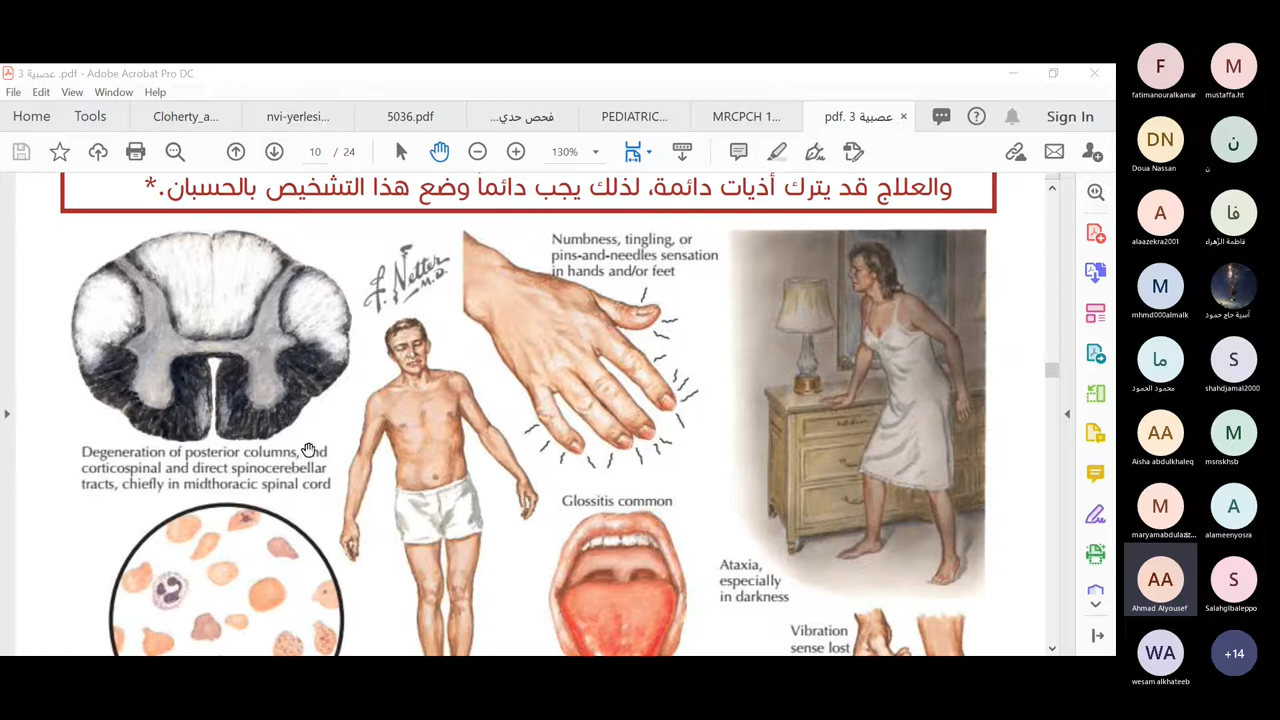 عصبية 3 .pdf - Adobe Acrobat Pro DC
File Edit View Window Help
Home Tools Cloherty_a... nvi-yerlesi... 5036.pdf فحص حدي... PEDIATRIC... MRCPCH 1... عصبية 3 .pdf × Sign In
10 / 24 130%
والعلاج قد يترك أذيات دائمة، لذلك يجب دائماً وضع هذا التشخيص بالحسبان.*
F. Netter M.D.
Numbness, tingling, or
pins-and-needles sensation
in hands and/or feet
Degeneration of posterior columns, and
corticospinal and direct spinocerebellar
tracts, chiefly in midthoracic spinal cord
Glossitis common
Ataxia,
especially
in darkness
Vibration
sense lost
F M
fatimanouralkamar mustaffa.ht
DN ن
Doua Nassan ن
A فا
alaazekra2001 فاطمة الزّهراء
M
mhmd000almalk آسية حاج حمود
ما S
محمود الحمود shahdjamal2000
AA M
Aisha abdulkhaleq msnskhsb
M A
maryamabdulazz... alameenyosra
AA S
Ahmad Alyousef Salahglbaleppo
WA +14
wesam alkhateeb